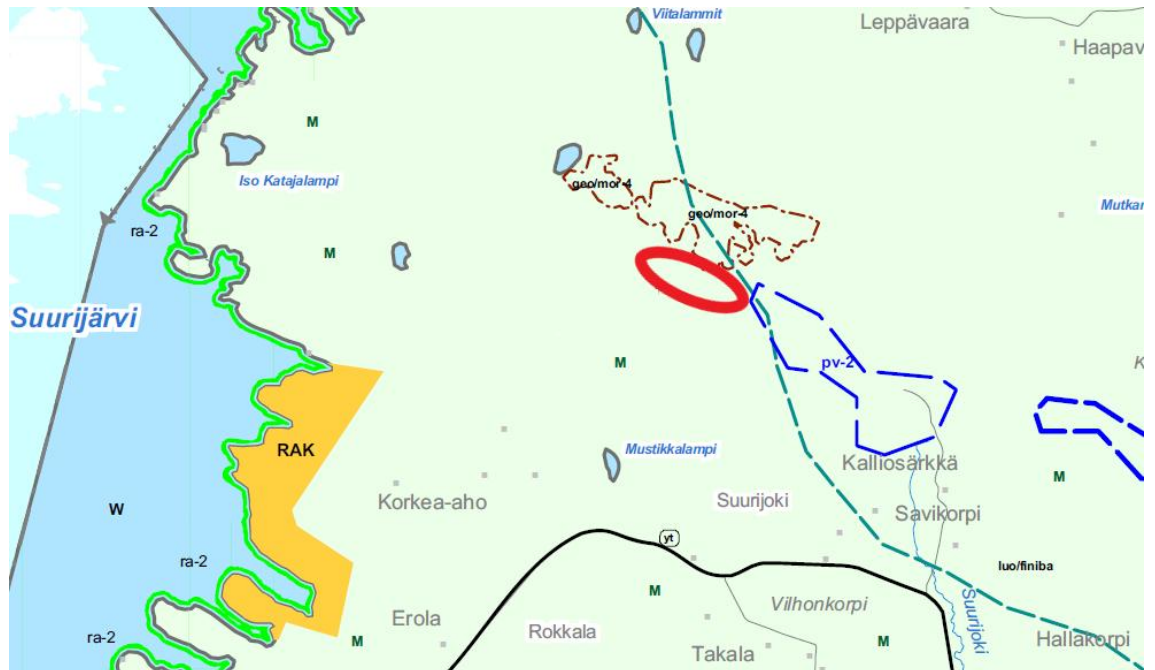 Viitalammit
Leppävaara
Haapav
M
Iso Katajalampi
geo/mor-4
geo/mor-4
Mutkar
ra-2
M
Suurijärvi
M
pv-2
K
RAK
Mustikkalampi
Kalliosärkkä
M
W
Korkea-aho
Suurijoki
Savikorpi
yt
ra-2
luo/finiba
M
Vilhonkorpi
Suurijoki
Erola
Rokkala
ra-2
M
Takala
M
Hallakorpi